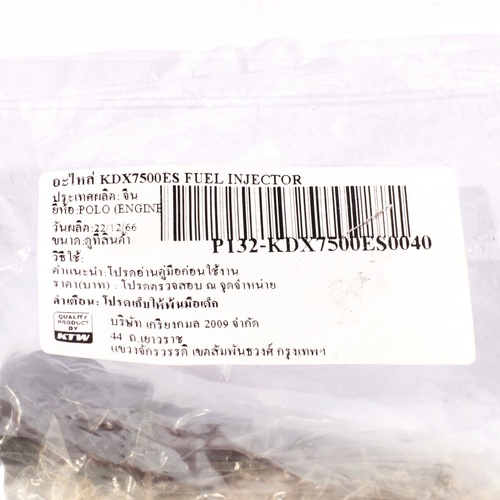 อะไหล่ KDX7500ES FUEL INJECTOR
ประเทศผลิต: จีน
ยี่ห้อ:POLO (ENGINE
วันผลิต:22/12/66
ขนาด:ดูที่สินค้า
P132-KDX7500ES0040
วิธีใช้:
คำแนะนำ:โปรดอ่านคู่มือก่อนใช้งาน
ราคา(บาท) : โปรดตรวจสอบ ณ จุดจำหน่าย
คำเตือน: โปรดเก็บให้พ้นมือเด็ก
QUALITY PRODUCT BY KTW
บริษัท เกรียงกมล 2009 จำกัด
44 ถ.เยาวราช
แขวงจักรวรรดิ เขตสัมพันธวงศ์ กรุงเทพฯ